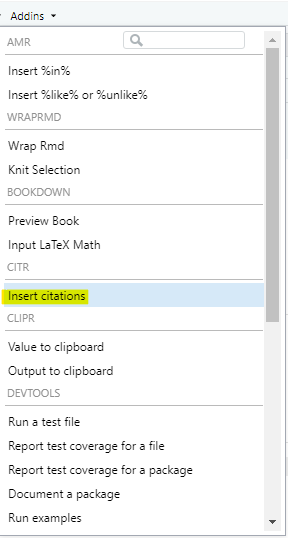 Addins
AMR
Insert %in%
Insert %like% or %unlike%
WRAPRMD
Wrap Rmd
Knit Selection
BOOKDOWN
Preview Book
Input LaTeX Math
CITR
Insert citations
CLIPR
Value to clipboard
Output to clipboard
DEVTOOLS
Run a test file
Report test coverage for a file
Report test coverage for a package
Document a package
Run examples